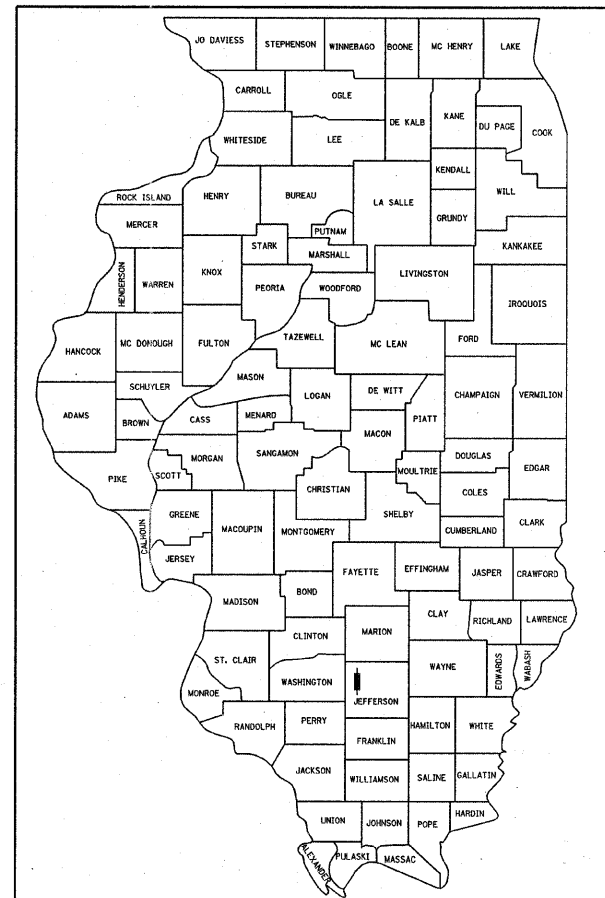 JO DAVIESS
STEPHENSON
WINNEBAGO
BOONE
MC HENRY
LAKE
CARROLL
OGLE
DE KALB
KANE
DU PAGE
COOK
WHITESIDE
LEE
KENDALL
WILL
ROCK ISLAND
HENRY
BUREAU
LA SALLE
GRUNDY
MERCER
PUTNAM
STARK
MARSHALL
KANKAKEE
HENDERSON
WARREN
KNOX
PEORIA
WOODFORD
LIVINGSTON
IROQUOIS
HANCOCK
MC DONOUGH
FULTON
TAZEWELL
MC LEAN
FORD
MASON
SCHUYLER
LOGAN
DE WITT
CHAMPAIGN
VERMILION
ADAMS
BROWN
CASS
MENARD
MACON
PIATT
MORGAN
SANGAMON
DOUGLAS
EDGAR
PIKE
SCOTT
CHRISTIAN
MOULTRIE
COLES
GREENE
MACOUPIN
MONTGOMERY
SHELBY
CUMBERLAND
CLARK
CALHOUN
JERSEY
FAYETTE
EFFINGHAM
JASPER
CRAWFORD
MADISON
BOND
CLAY
RICHLAND
LAWRENCE
CLINTON
MARION
ST. CLAIR
WAYNE
EDWARDS
WABASH
WASHINGTON
MONROE
JEFFERSON
RANDOLPH
PERRY
HAMILTON
WHITE
FRANKLIN
JACKSON
WILLIAMSON
SALINE
GALLATIN
UNION
JOHNSON
POPE
HARDIN
ALEXANDER
PULASKI
MASSAC